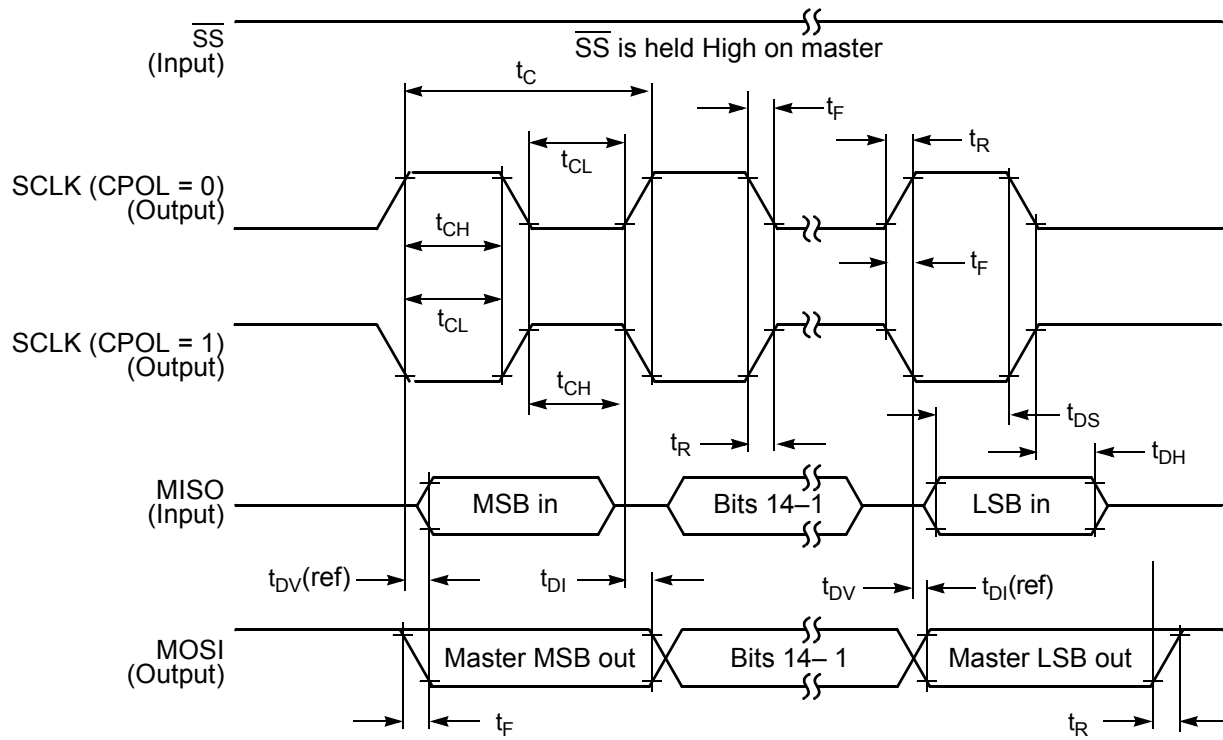 SS
(Input)
SS is held High on master
tC
tF
tR
tCL
SCLK (CPOL = 0)
(Output)
tCH
tF
tCL
SCLK (CPOL = 1)
(Output)
tCH
tDS
tR
tDH
MISO
(Input)
MSB in
Bits 14–1
LSB in
tDV(ref)
tDI
tDV
tDI(ref)
MOSI
(Output)
Master MSB out
Bits 14– 1
Master LSB out
tF
tR